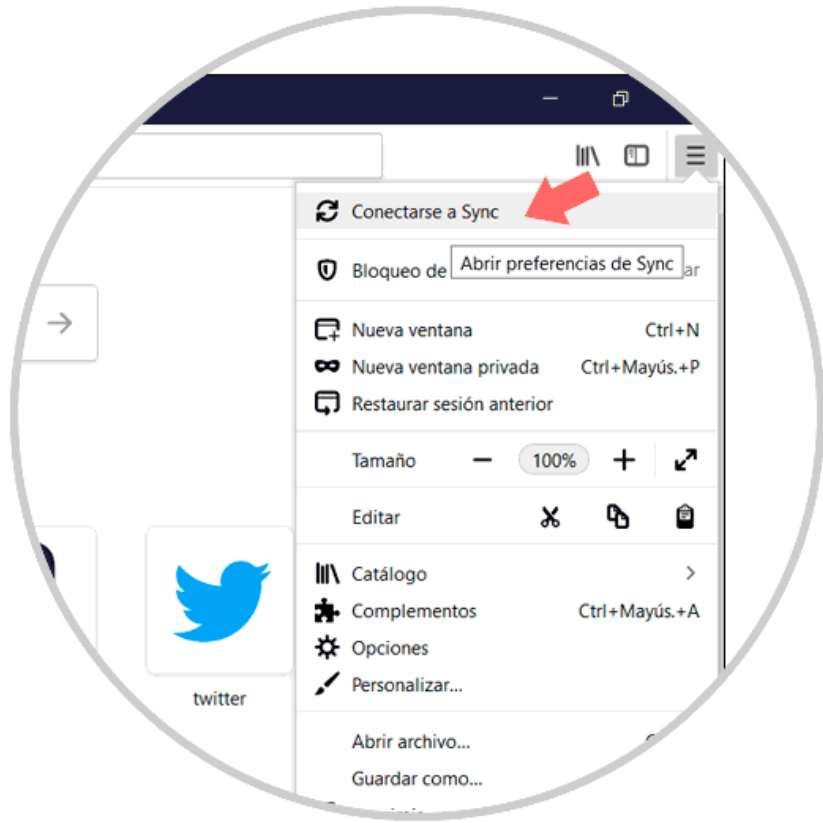 Conectarse a Sync
Bloqueo de
Abrir preferencias de Sync
ar
Nueva ventana Ctrl+N
Nueva ventana privada Ctrl+Mayús.+P
Restaurar sesión anterior
Tamaño 100%
Editar
Catálogo
Complementos Ctrl+Mayús.+A
Opciones
Personalizar...
twitter
Abrir archivo...
Guardar como...